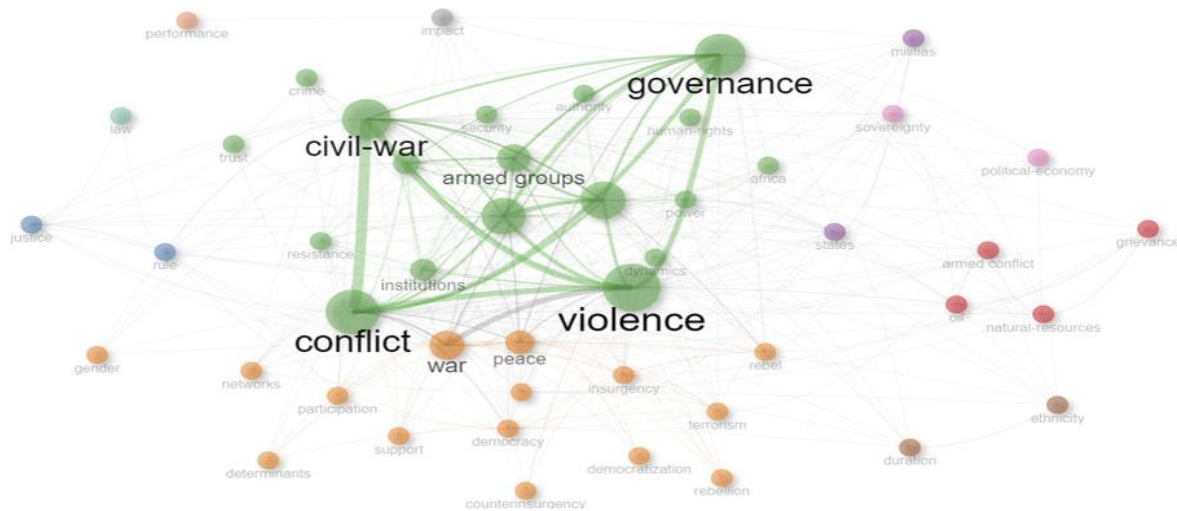 performance
impact
militias
governance
crime
authority
law
security
human-rights
sovereignty
civil-war
trust
armed groups
africa
political-economy
power
justice
resistance
states
grievance
rule
institutions
dynamics
armed conflict
violence
oil
natural-resources
conflict
war
peace
rebel
gender
networks
insurgency
participation
ethnicity
support
democracy
terrorism
determinants
democratization
duration
rebellion
counterinsurgency